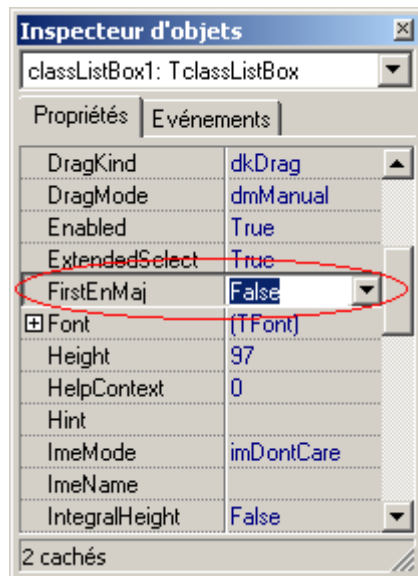 Inspecteur d'objets
classListBox1: TclassListBox
Propriétés Evénements
DragKind dkDrag
DragMode dmManual
Enabled True
ExtendedSelect True
FirstEnMaj False
Font (TFont)
Height 97
HelpContext 0
Hint
ImeMode imDontCare
ImeName
IntegralHeight False
2 cachés